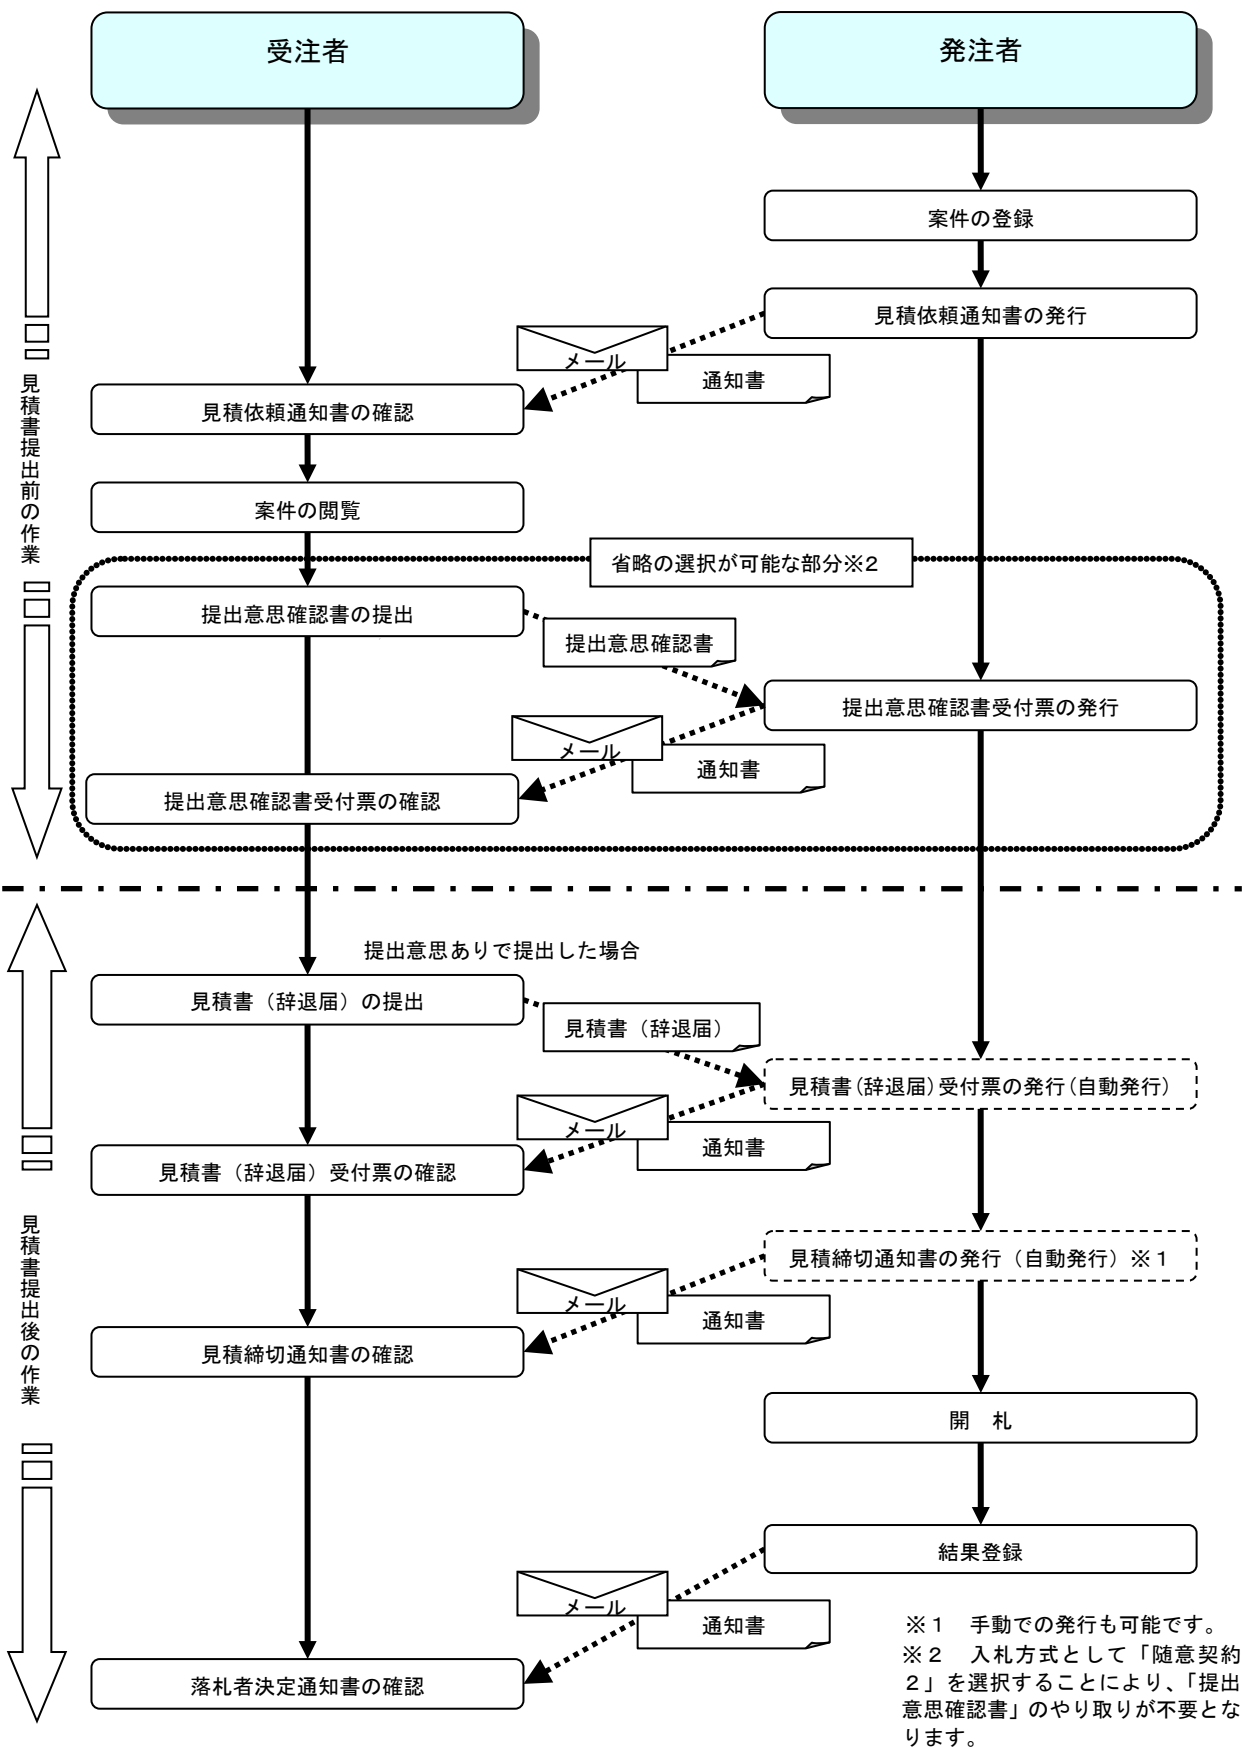 受注者
発注者
案件の登録
見積依頼通知書の発行
メール
通知書
見積依頼通知書の確認
見積書提出前の作業
案件の閲覧
省略の選択が可能な部分※2
提出意思確認書の提出
提出意思確認書
提出意思確認書受付票の発行
メール
通知書
提出意思確認書受付票の確認
提出意思ありで提出した場合
見積書（辞退届）の提出
見積書（辞退届）
見積書(辞退届)受付票の発行(自動発行)
メール
通知書
見積書（辞退届）受付票の確認
見積書提出後の作業
見積締切通知書の発行（自動発行）※１
メール
通知書
見積締切通知書の確認
開　札
結果登録
メール
通知書
落札者決定通知書の確認
※１　手動での発行も可能です。
※２　入札方式として「随意契約
２」を選択することにより、「提出
意思確認書」のやり取りが不要とな
ります。